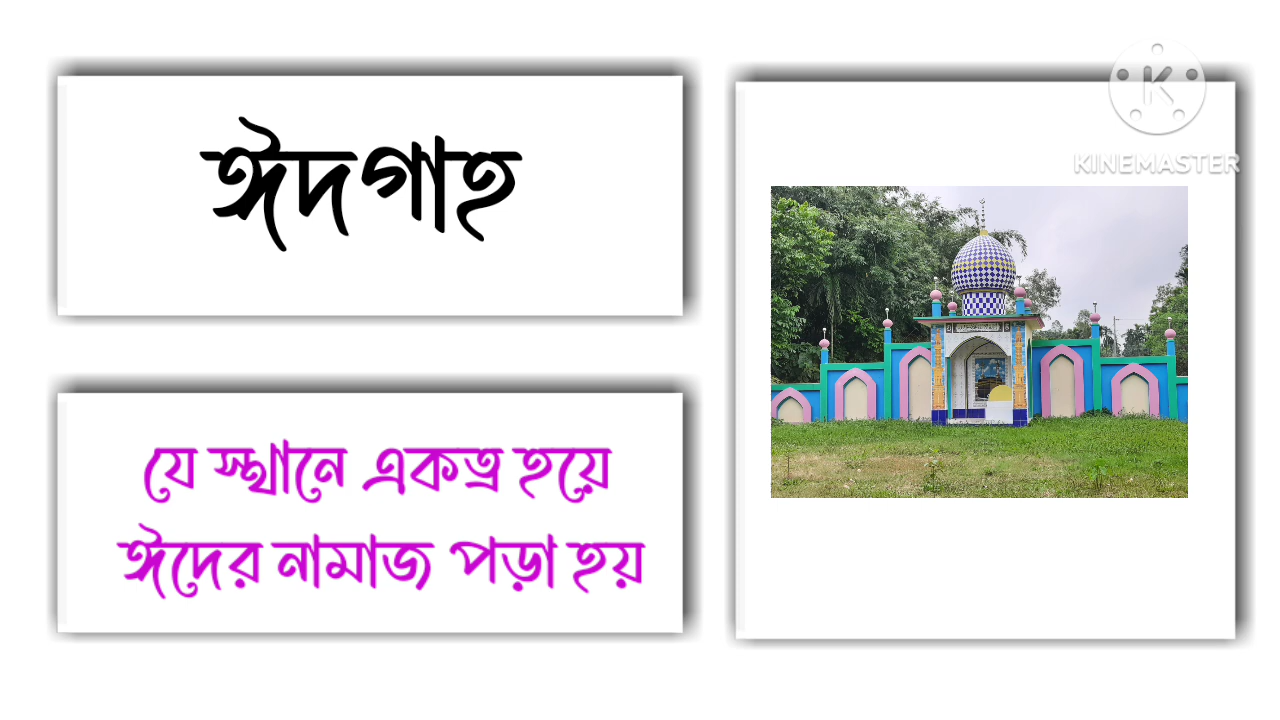 ঈদগাহ
যে স্থানে একত্র হয়ে
ঈদের নামাজ পড়া হয়
KINEMASTER